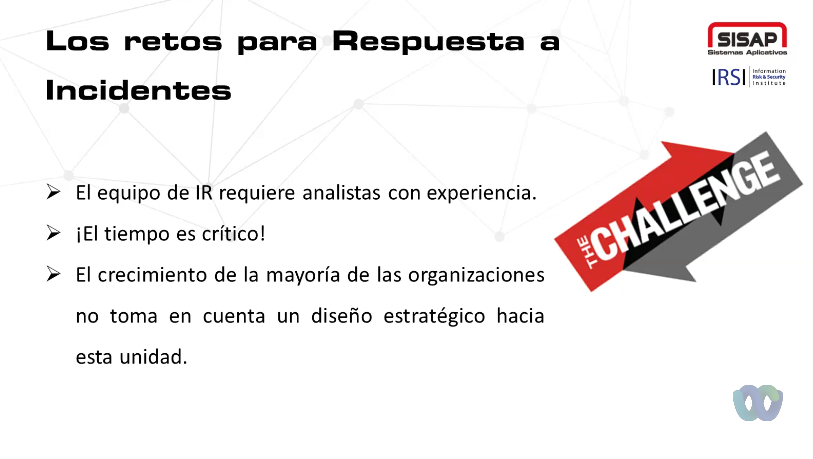 Los retos para Respuesta a
Incidentes
SISAP
Sistemas Aplicativos
IRSI Information
Risk & Security
Institute
THE CHALLENGE
➢ El equipo de IR requiere analistas con experiencia.
➢ ¡El tiempo es crítico!
➢ El crecimiento de la mayoría de las organizaciones
no toma en cuenta un diseño estratégico hacia
esta unidad.